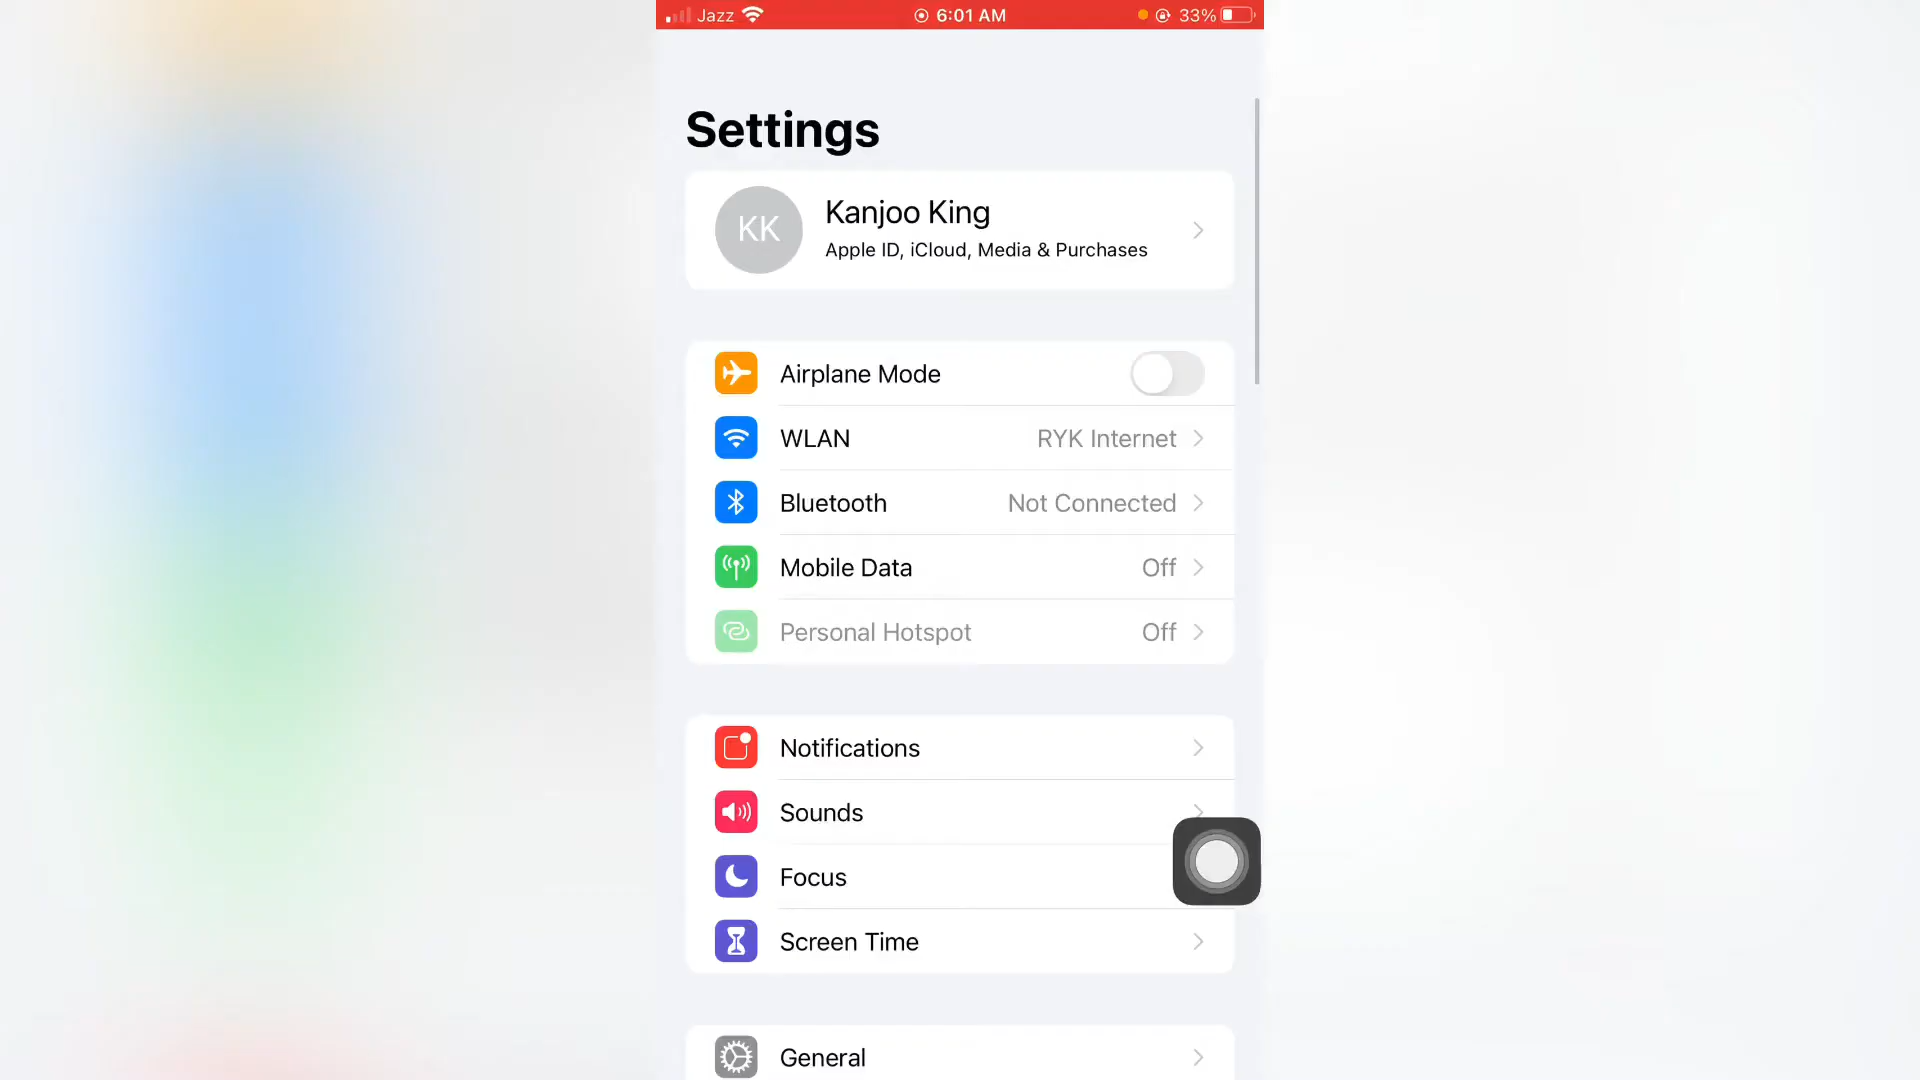 Jazz 6:01 AM 33%
Settings
KK
Kanjoo King
Apple ID, iCloud, Media & Purchases
Airplane Mode
WLAN RYK Internet
Bluetooth Not Connected
Mobile Data Off
Personal Hotspot Off
Notifications
Sounds
Focus
Screen Time
General